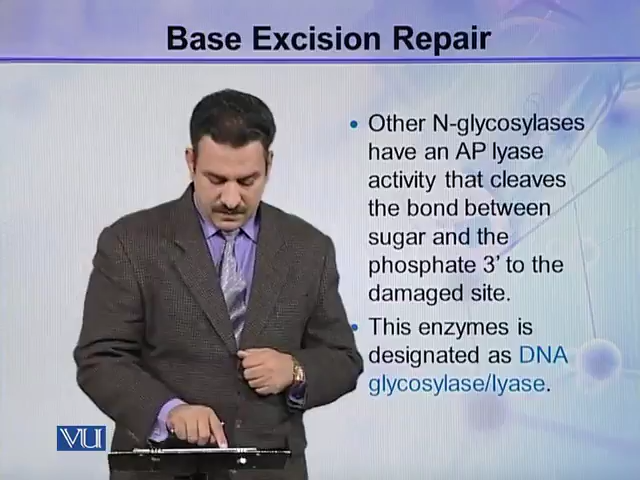 Base Excision Repair
• Other N-glycosylases
have an AP lyase
activity that cleaves
the bond between
sugar and the
phosphate 3’ to the
damaged site.
• This enzymes is
designated as DNA
glycosylase/lyase.
VU